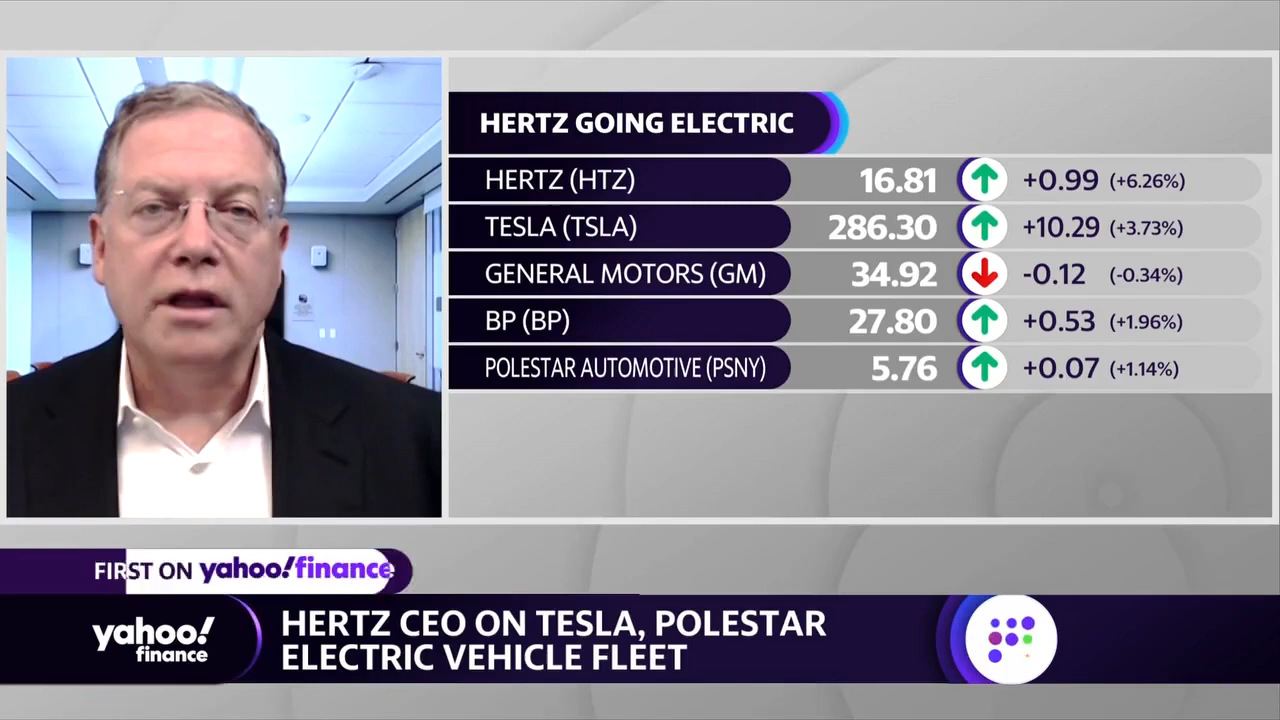 HERTZ GOING ELECTRIC
HERTZ (HTZ) 16.81 +0.99 (+6.26%)
TESLA (TSLA) 286.30 +10.29 (+3.73%)
GENERAL MOTORS (GM) 34.92 -0.12 (-0.34%)
BP (BP) 27.80 +0.53 (+1.96%)
POLESTAR AUTOMOTIVE (PSNY) 5.76 +0.07 (+1.14%)
FIRST ON yahoo!finance
yahoo!
finance
HERTZ CEO ON TESLA, POLESTAR
ELECTRIC VEHICLE FLEET